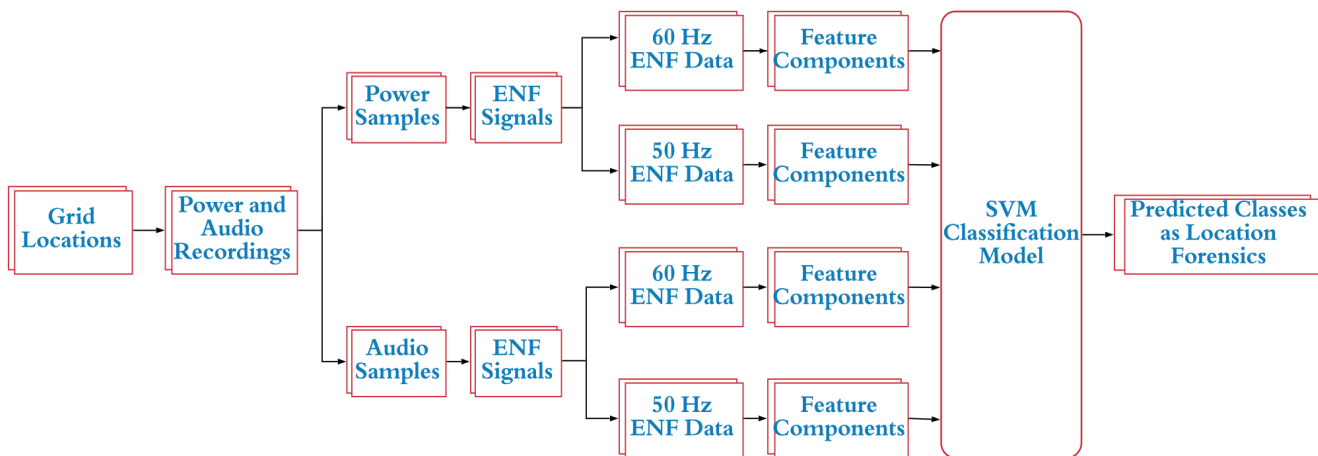 Grid
Locations
Power and
Audio
Recordings
Power
Samples
ENF
Signals
60 Hz
ENF Data
Feature
Components
50 Hz
ENF Data
Feature
Components
Audio
Samples
ENF
Signals
60 Hz
ENF Data
Feature
Components
50 Hz
ENF Data
Feature
Components
SVM
Classification
Model
Predicted Classes
as Location
Forensics